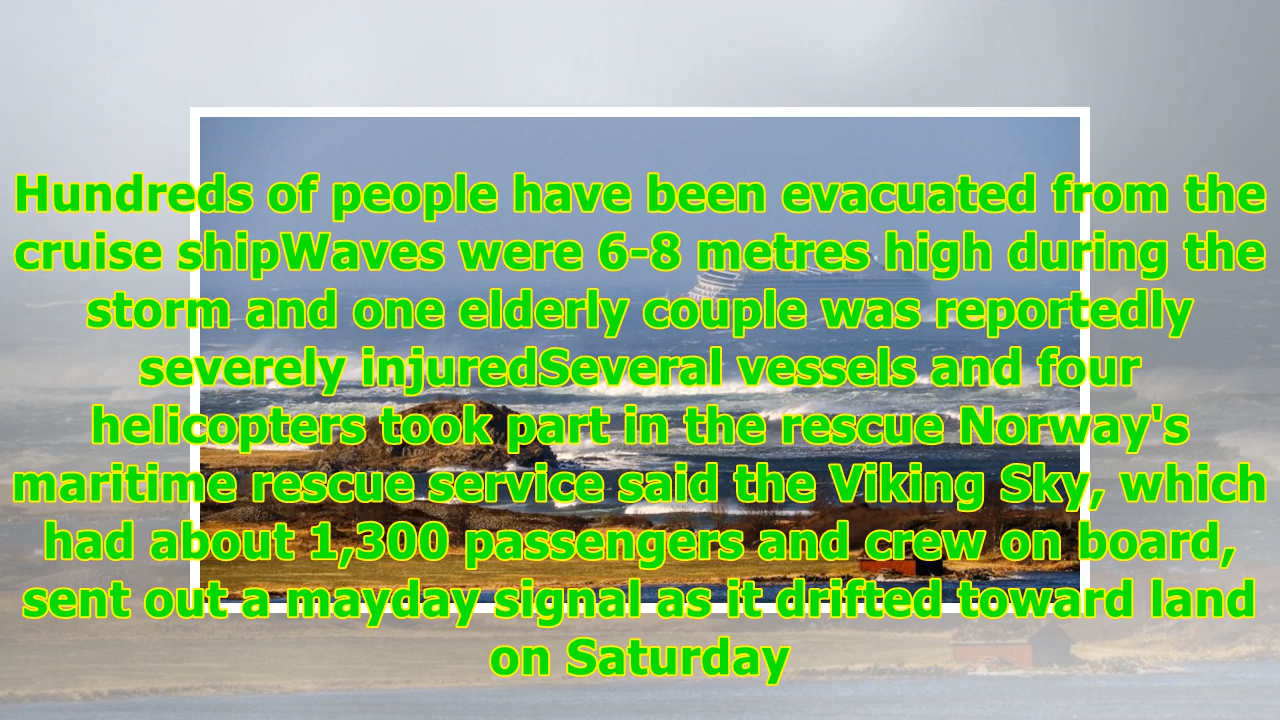 Hundreds of people have been evacuated from the
cruise shipWaves were 6-8 metres high during the
storm and one elderly couple was reportedly
severely injuredSeveral vessels and four
helicopters took part in the rescue Norway's
maritime rescue service said the Viking Sky, which
had about 1,300 passengers and crew on board,
sent out a mayday signal as it drifted toward land
on Saturday